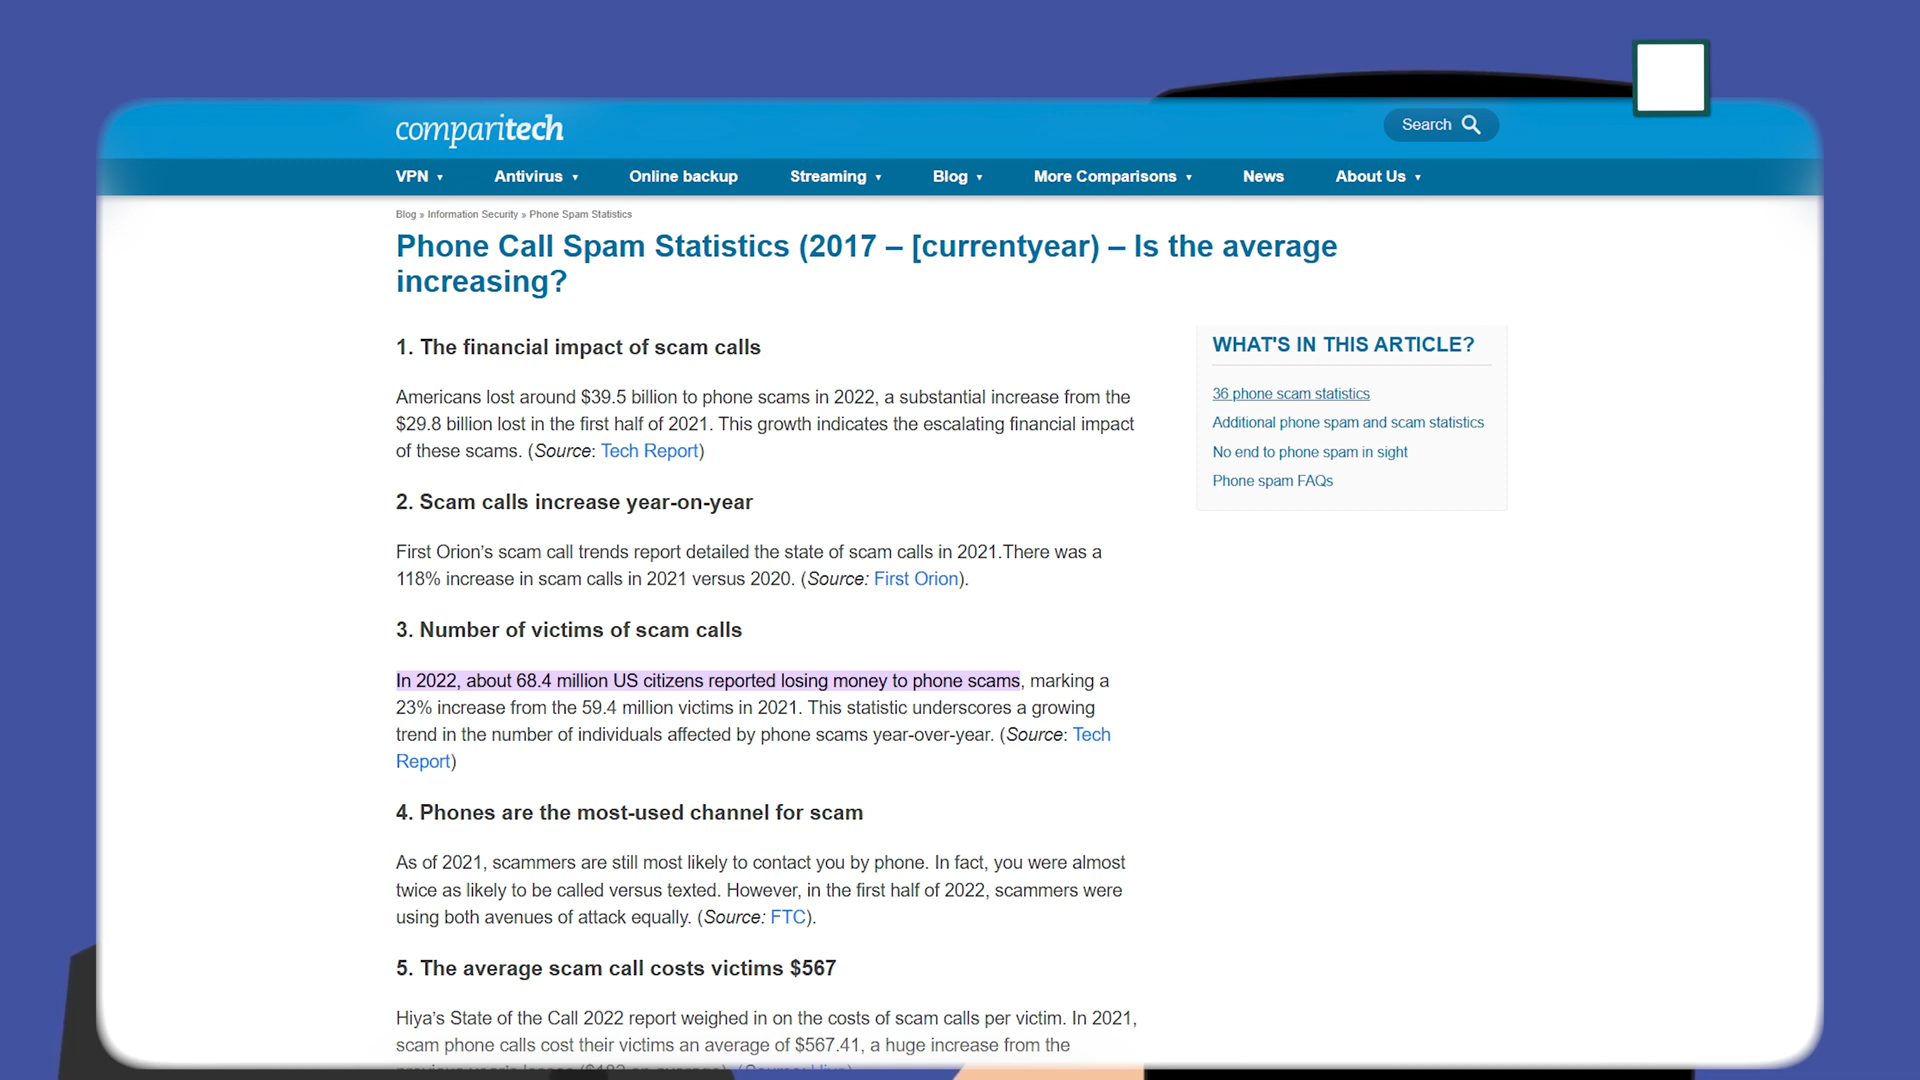 comparitech
Search
VPN ▾ Antivirus ▾ Online backup Streaming ▾ Blog ▾ More Comparisons ▾ News About Us ▾
Blog » Information Security » Phone Spam Statistics
Phone Call Spam Statistics (2017 – [currentyear) – Is the average
increasing?
1. The financial impact of scam calls
Americans lost around $39.5 billion to phone scams in 2022, a substantial increase from the
$29.8 billion lost in the first half of 2021. This growth indicates the escalating financial impact
of these scams. (Source: Tech Report)
2. Scam calls increase year-on-year
First Orion’s scam call trends report detailed the state of scam calls in 2021.There was a
118% increase in scam calls in 2021 versus 2020. (Source: First Orion).
3. Number of victims of scam calls
In 2022, about 68.4 million US citizens reported losing money to phone scams, marking a
23% increase from the 59.4 million victims in 2021. This statistic underscores a growing
trend in the number of individuals affected by phone scams year-over-year. (Source: Tech
Report)
4. Phones are the most-used channel for scam
As of 2021, scammers are still most likely to contact you by phone. In fact, you were almost
twice as likely to be called versus texted. However, in the first half of 2022, scammers were
using both avenues of attack equally. (Source: FTC).
5. The average scam call costs victims $567
Hiya’s State of the Call 2022 report weighed in on the costs of scam calls per victim. In 2021,
scam phone calls cost their victims an average of $567.41, a huge increase from the
WHAT'S IN THIS ARTICLE?
36 phone scam statistics
Additional phone spam and scam statistics
No end to phone spam in sight
Phone spam FAQs